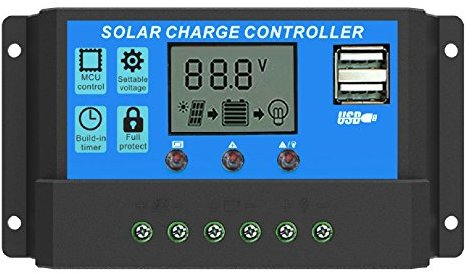 SOLAR CHARGE CONTROLLER
MCU
control
Settable
voltage
Build-in
timer
Full
protect
88.8 V
USB